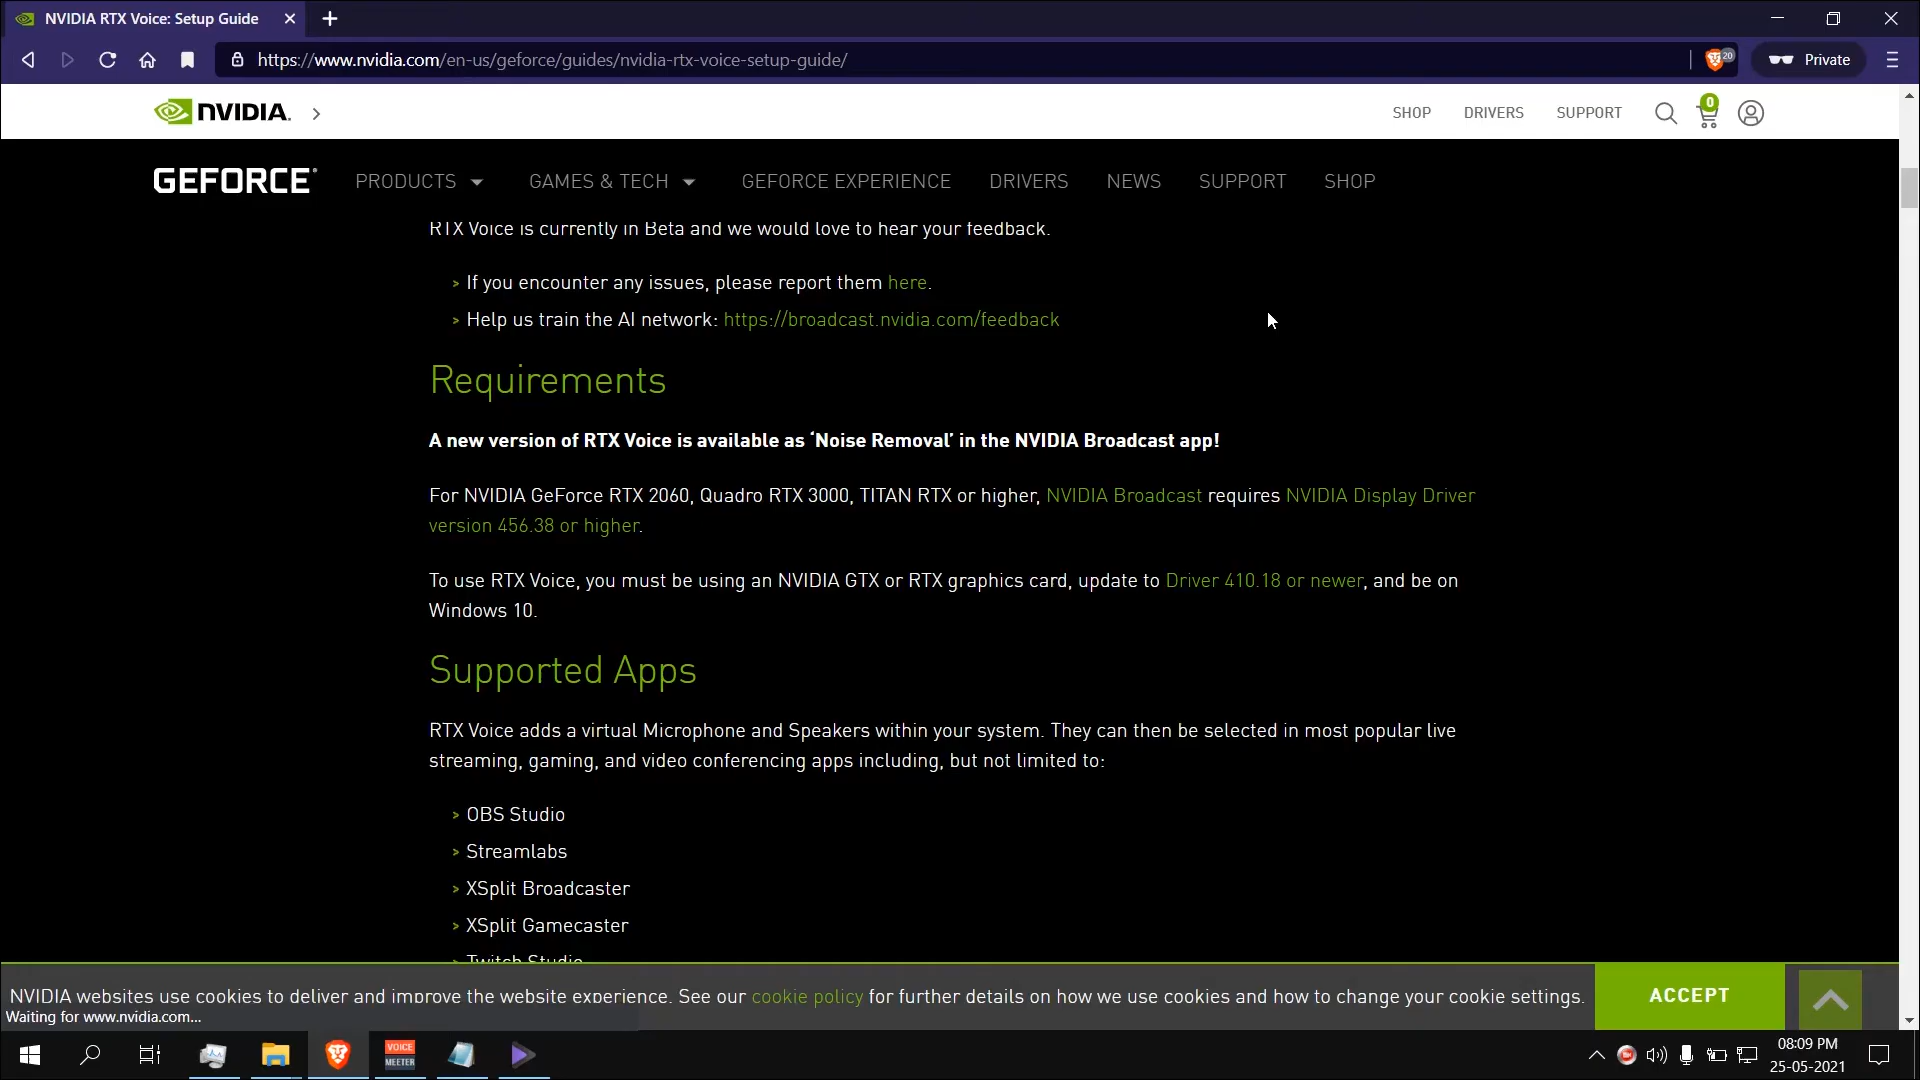 NVIDIA RTX Voice: Setup Guide
https://www.nvidia.com/en-us/geforce/guides/nvidia-rtx-voice-setup-guide/
20
Private
NVIDIA.
SHOP DRIVERS SUPPORT
0
GEFORCE PRODUCTS GAMES & TECH GEFORCE EXPERIENCE DRIVERS NEWS SUPPORT SHOP
RTX Voice is currently in Beta and we would love to hear your feedback.
> If you encounter any issues, please report them here.
> Help us train the AI network: https://broadcast.nvidia.com/feedback
Requirements
A new version of RTX Voice is available as ‘Noise Removal’ in the NVIDIA Broadcast app!
For NVIDIA GeForce RTX 2060, Quadro RTX 3000, TITAN RTX or higher, NVIDIA Broadcast requires NVIDIA Display Driver
version 456.38 or higher.
To use RTX Voice, you must be using an NVIDIA GTX or RTX graphics card, update to Driver 410.18 or newer, and be on
Windows 10.
Supported Apps
RTX Voice adds a virtual Microphone and Speakers within your system. They can then be selected in most popular live
streaming, gaming, and video conferencing apps including, but not limited to:
> OBS Studio
> Streamlabs
> XSplit Broadcaster
> XSplit Gamecaster
> Twitch Studio
NVIDIA websites use cookies to deliver and improve the website experience. See our cookie policy for further details on how we use cookies and how to change your cookie settings.
ACCEPT
Waiting for www.nvidia.com...
VOICE
MEETER
08:09 PM
25-05-2021